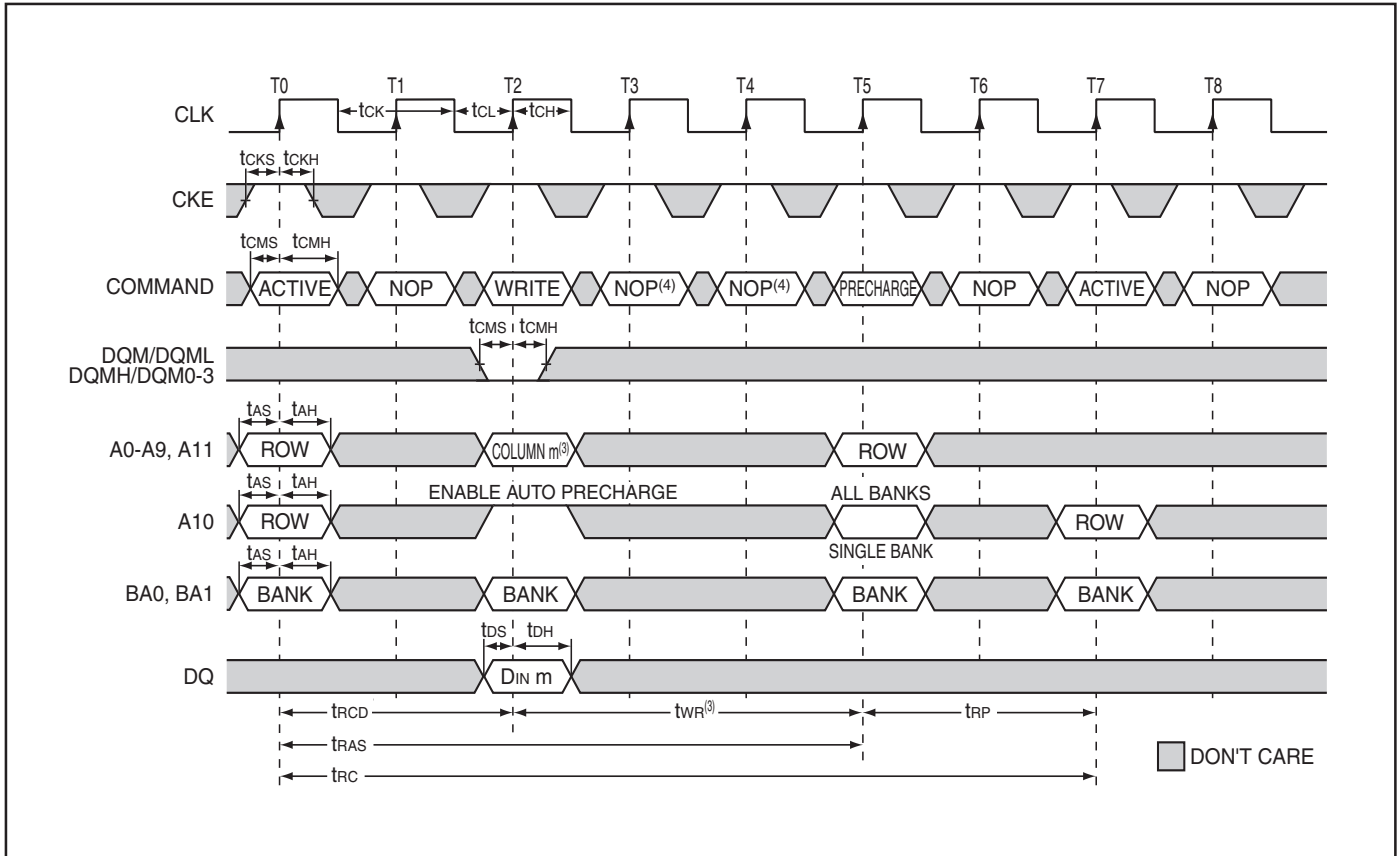 T0 T1 T2 T3 T4 T5 T6 T7 T8
CLK
tCK tCL tCH
tCKS tCKH
CKE
tCMS tCMH
COMMAND ACTIVE NOP WRITE NOP(4) NOP(4) PRECHARGE NOP ACTIVE NOP
tCMS tCMH
DQM/DQML
DQMH/DQM0-3
tAS tAH
A0-A9, A11 ROW COLUMN m(3) ROW
tAS tAH ENABLE AUTO PRECHARGE ALL BANKS
A10 ROW ROW
tAS tAH SINGLE BANK
BA0, BA1 BANK BANK BANK BANK
tDS tDH
DQ DIN m
tRCD tWR(3) tRP
tRAS
tRC
DON'T CARE